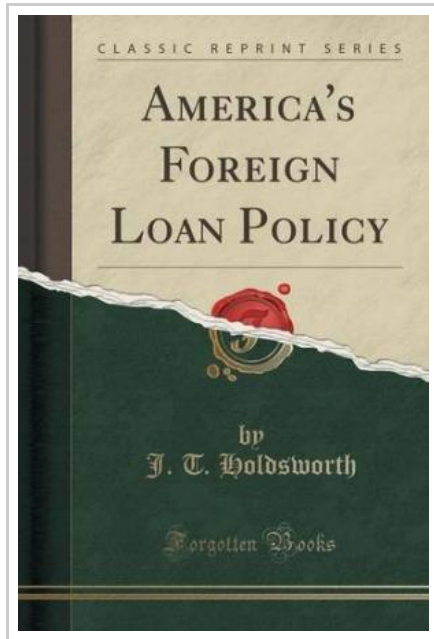 CLASSIC REPRINT SERIES
AMERICA'S
FOREIGN
LOAN POLICY
by
J. T. Holdsworth
Forgotten Books